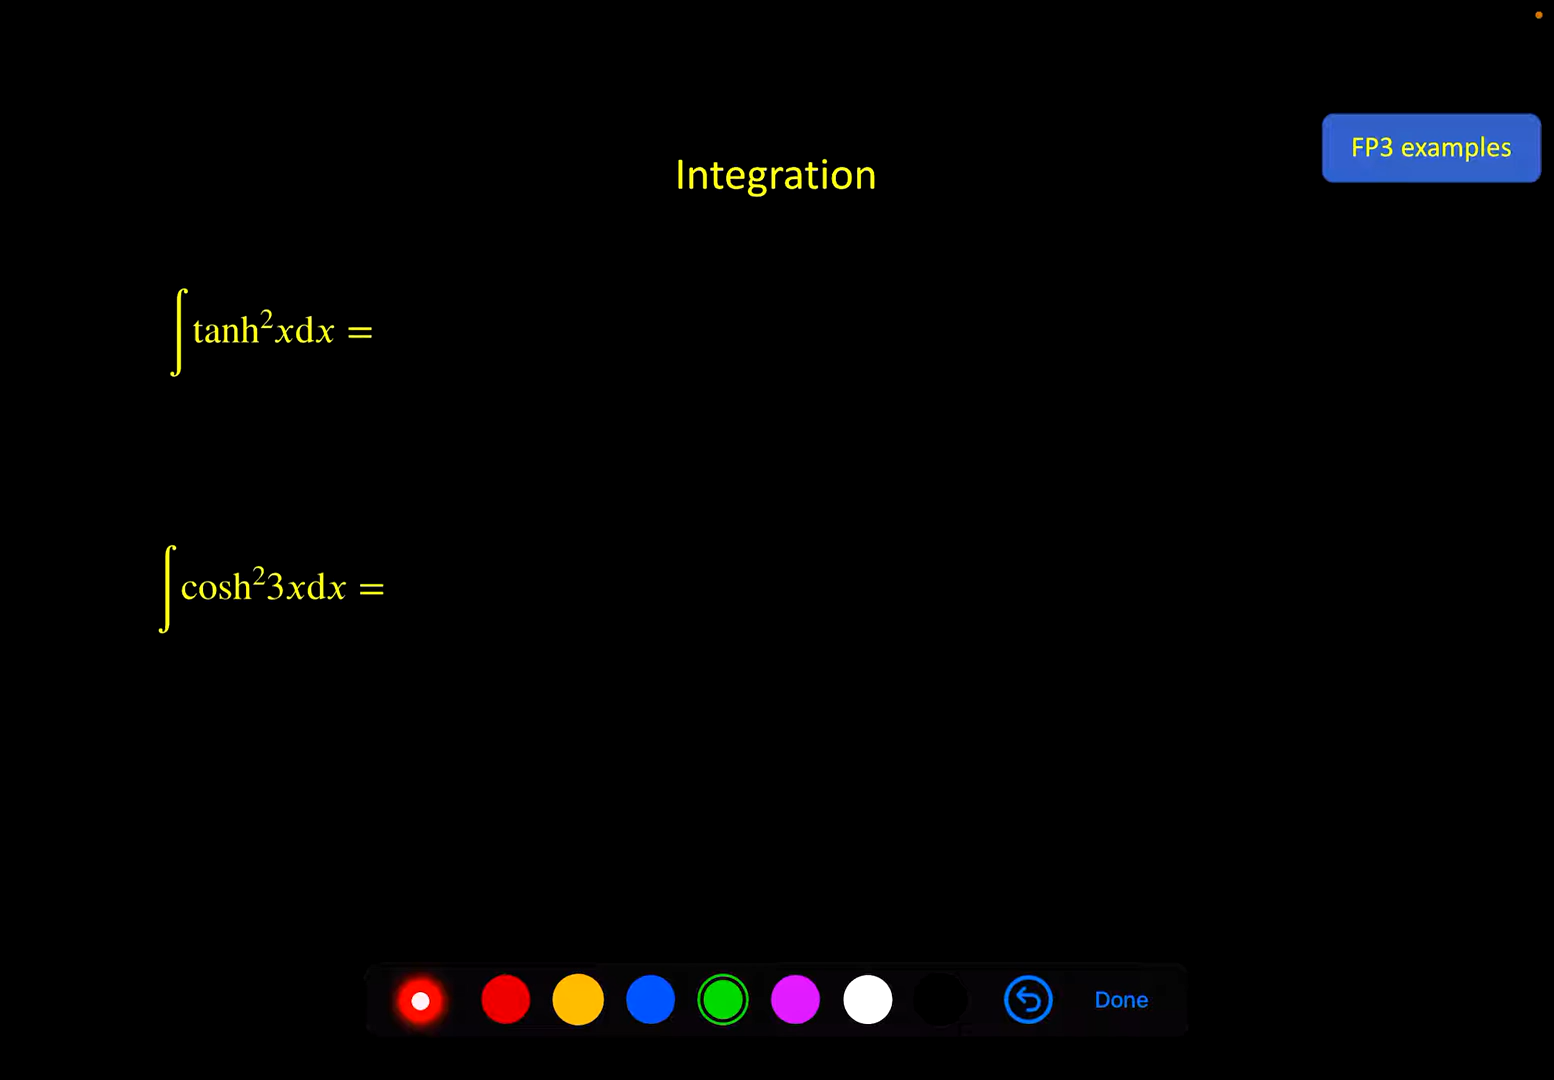 FP3 examples
Integration
∫tanh²xdx =
∫cosh²3xdx =
Done